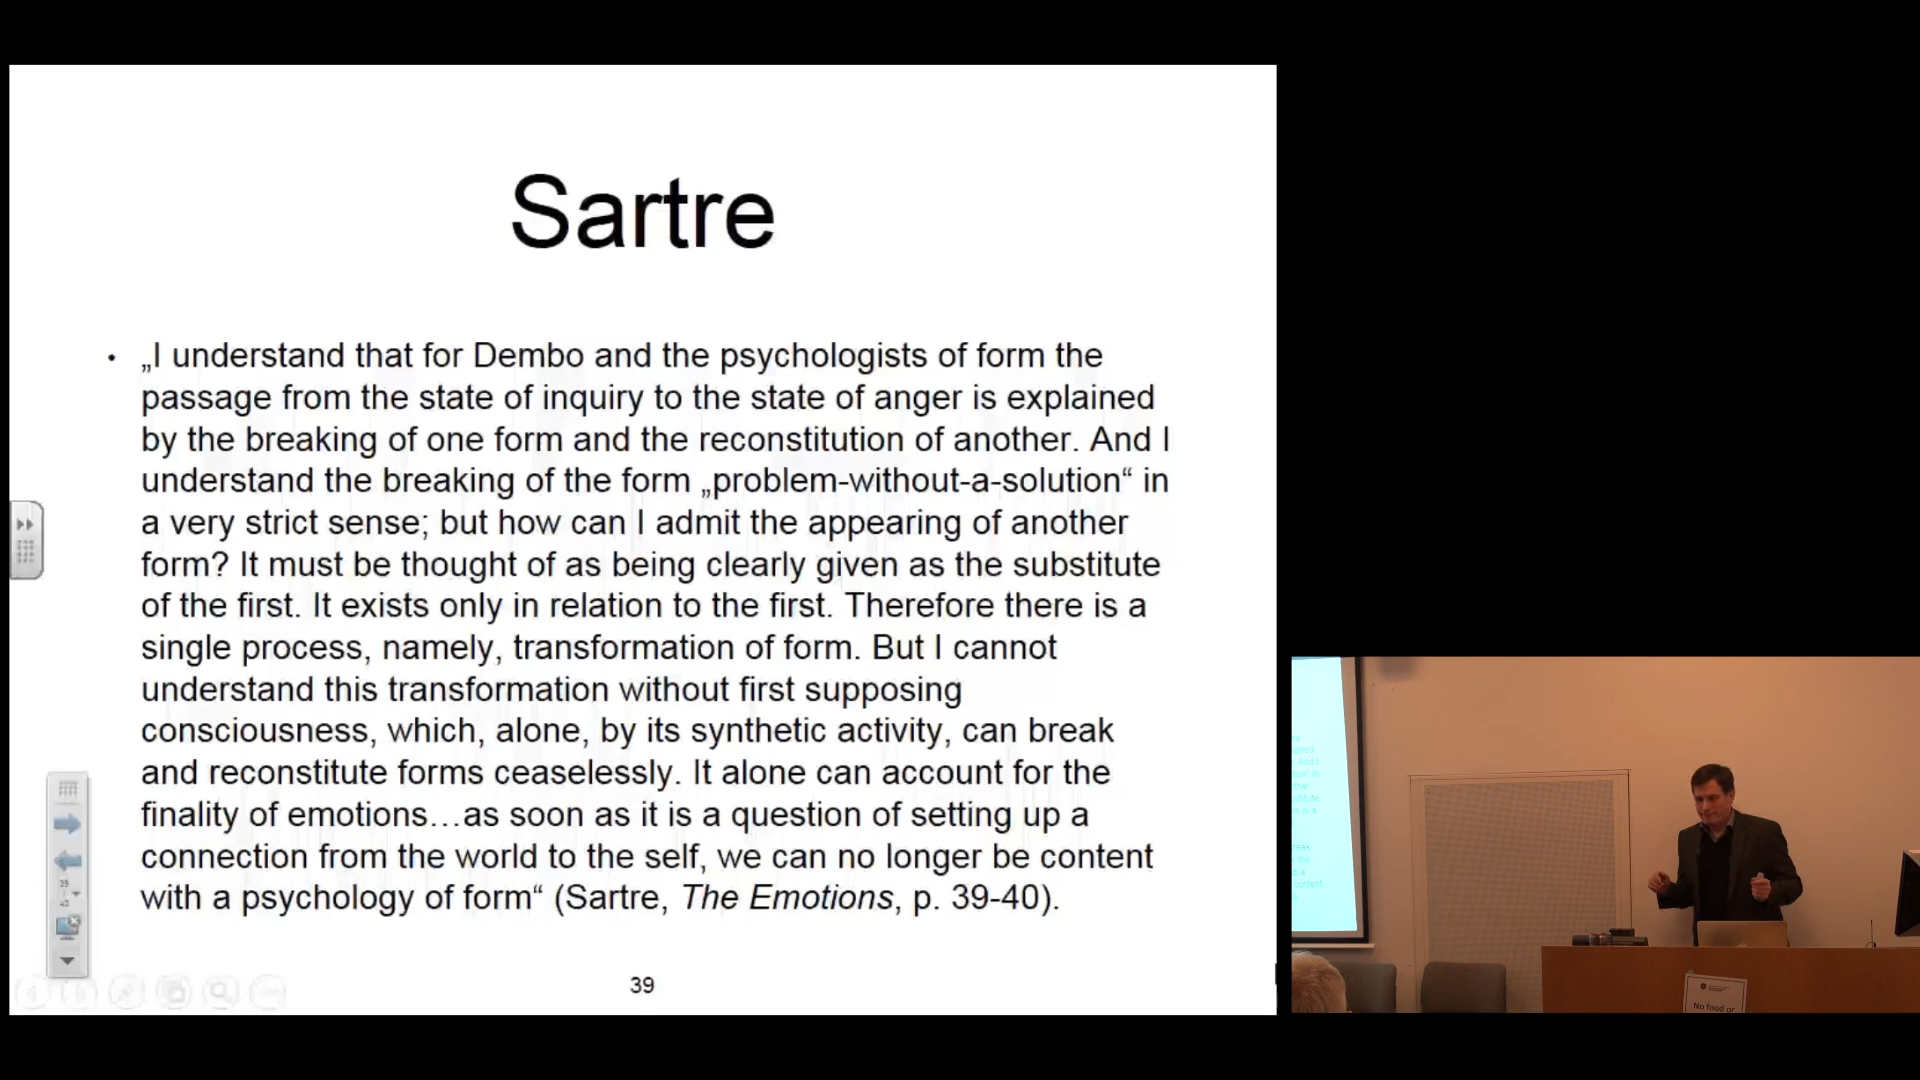 Sartre
• „I understand that for Dembo and the psychologists of form the
passage from the state of inquiry to the state of anger is explained
by the breaking of one form and the reconstitution of another. And I
understand the breaking of the form „problem-without-a-solution“ in
a very strict sense; but how can I admit the appearing of another
form? It must be thought of as being clearly given as the substitute
of the first. It exists only in relation to the first. Therefore there is a
single process, namely, transformation of form. But I cannot
understand this transformation without first supposing
consciousness, which, alone, by its synthetic activity, can break
and reconstitute forms ceaselessly. It alone can account for the
finality of emotions…as soon as it is a question of setting up a
connection from the world to the self, we can no longer be content
with a psychology of form“ (Sartre, The Emotions, p. 39-40).
39
39
No food or